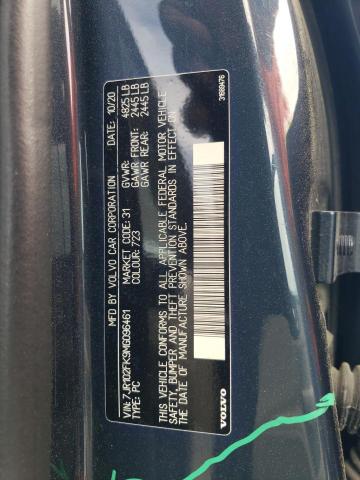 MFD BY: VOLVO CAR CORPORATION DATE: 10/20
VIN: 7JR102FK9MG096461 GVWR: 4825 LB
TYPE: PC MARKET CODE: 31 GAWR FRONT: 2445 LB
COLOUR: 723 GAWR REAR: 2445 LB
THIS VEHICLE CONFORMS TO ALL APPLICABLE FEDERAL MOTOR VEHICLE
SAFETY, BUMPER AND THEFT PREVENTION STANDARDS IN EFFECT ON
THE DATE OF MANUFACTURE SHOWN ABOVE.
VOLVO
31669476